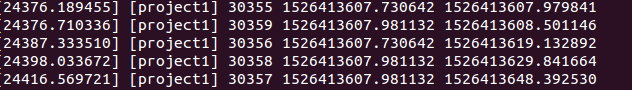 [24376.189455] [project1] 30355 1526413607.730642 1526413607.979841
[24376.710336] [project1] 30359 1526413609.981132 1526413608.501146
[24387.333510] [project1] 30356 1526413607.730642 1526413619.132892
[24398.033672] [project1] 30358 1526413607.981132 1526413629.841664
[24416.569721] [project1] 30357 1526413607.981132 1526413648.392530